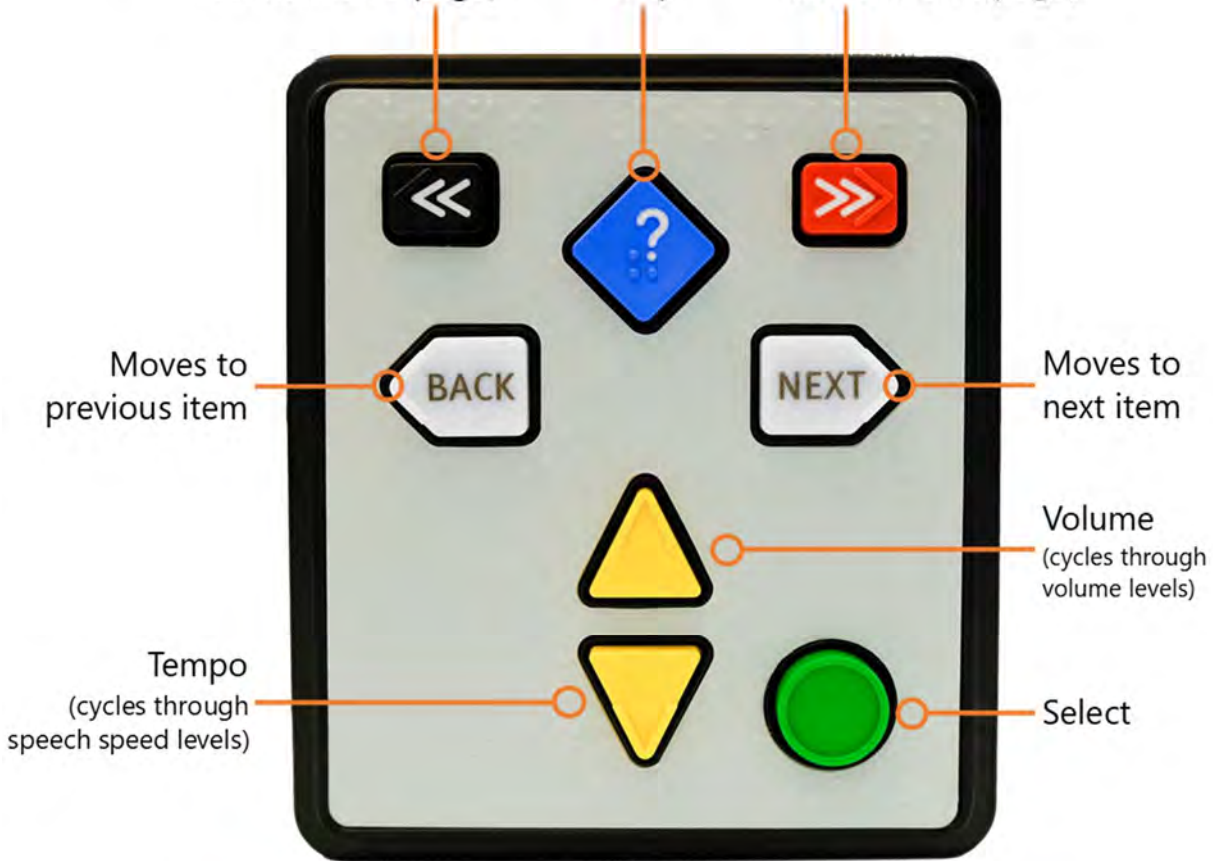 ?
BACK
NEXT
Moves to
previous item
Moves to
next item
Volume
(cycles through
volume levels)
Tempo
(cycles through
speech speed levels)
Select